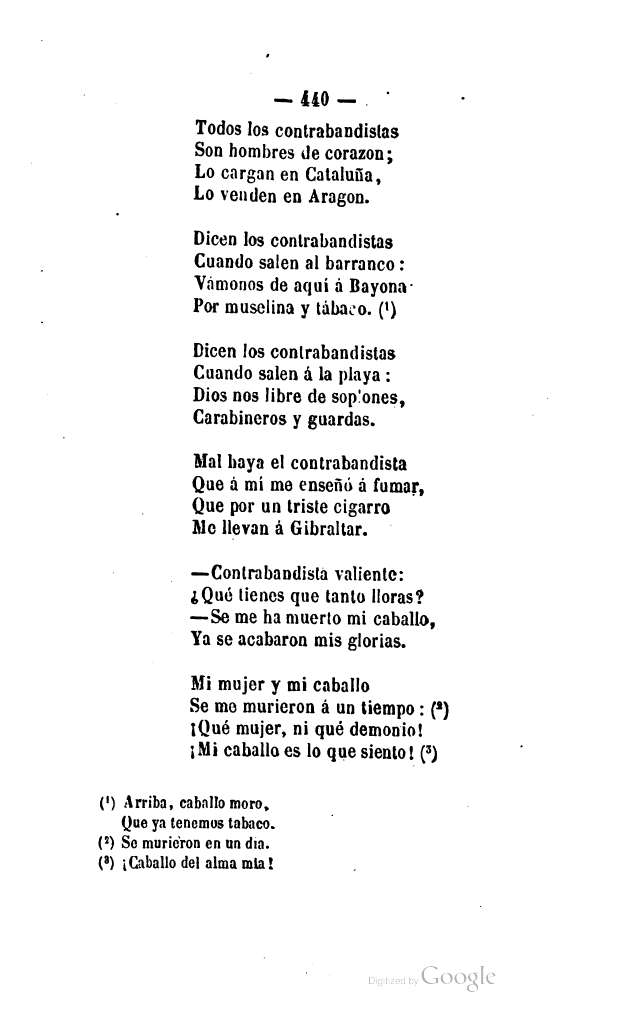 — 440 —
Todos los contrabandistas
Son hombres de corazon;
Lo cargan en Cataluña,
Lo venden en Aragon.
Dicen los contrabandistas
Cuando salen al barranco:
Vámonos de aquí á Bayona
Por muselina y tábaco. (¹)
Dicen los contrabandistas
Cuando salen á la playa:
Dios nos libre de soplones,
Carabineros y guardas.
Mal haya el contrabandista
Que á mí me enseñó á fumar,
Que por un triste cigarro
Me llevan á Gibraltar.
—Contrabandista valiente:
¿Qué tienes que tanto lloras?
—Se me ha muerto mi caballo,
Ya se acabaron mis glorias.
Mi mujer y mi caballo
Se me murieron á un tiempo: (²)
¡Qué mujer, ni qué demonio!
¡Mi caballo es lo que siento! (³)
(¹) Arriba, caballo moro,
Que ya tenemos tabaco.
(²) Se murieron en un dia.
(³) ¡Caballo del alma mia!
Digitized by Google